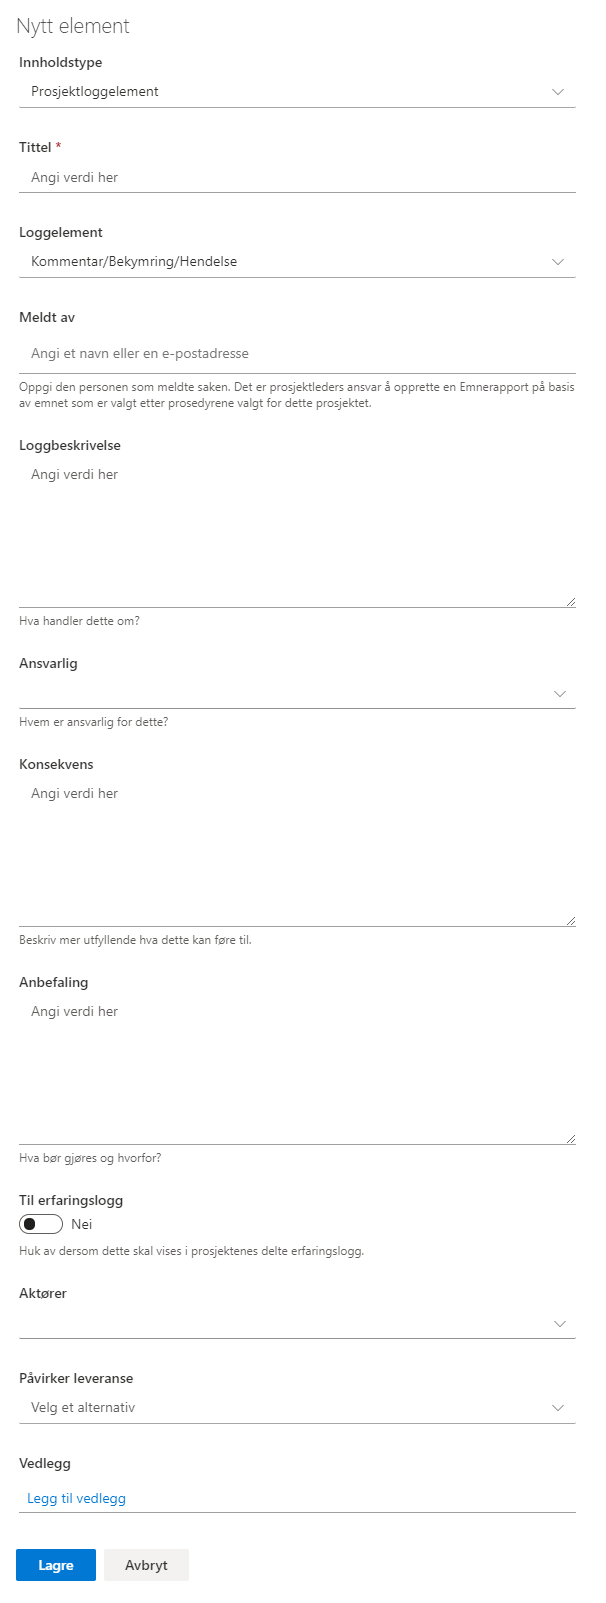 Nytt element
Innholdstype
Prosjektloggelement
Tittel *
Angi verdi her
Loggelement
Kommentar/Bekymring/Hendelse
Meldt av
Angi et navn eller en e-postadresse
Oppgi den personen som meldte saken. Det er prosjektleders ansvar å opprette en Emnerapport på basis
av emnet som er valgt etter prosedyrene valgt for dette prosjektet.
Loggbeskrivelse
Angi verdi her
Hva handler dette om?
Ansvarlig
Hvem er ansvarlig for dette?
Konsekvens
Angi verdi her
Beskriv mer utfyllende hva dette kan føre til.
Anbefaling
Angi verdi her
Hva bør gjøres og hvorfor?
Til erfaringslogg
Nei
Huk av dersom dette skal vises i prosjektenes delte erfaringslogg.
Aktører
Påvirker leveranse
Velg et alternativ
Vedlegg
Legg til vedlegg
Lagre Avbryt